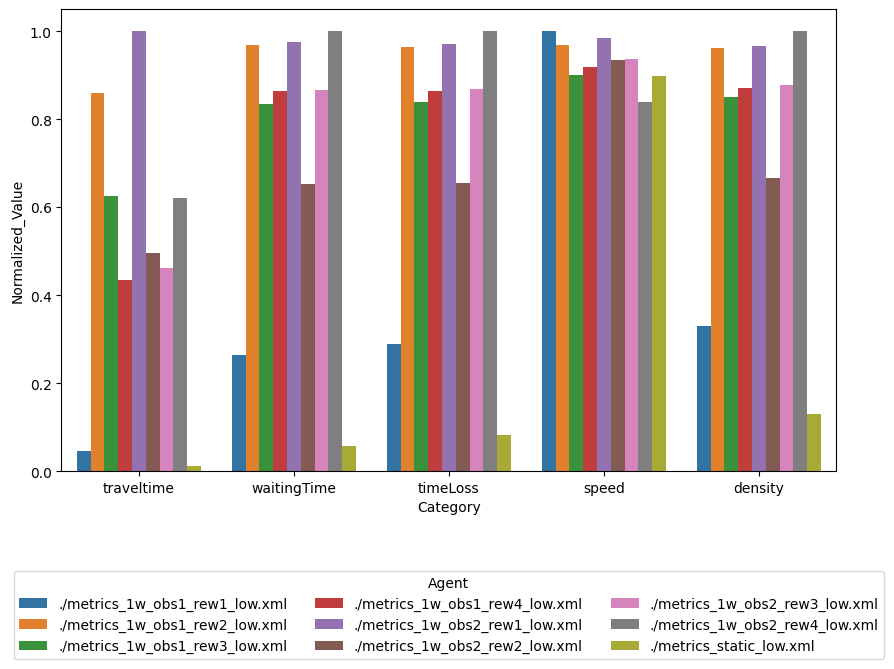 1.0
0.8
0.6
0.4
0.2
0.0
Normalized_Value
traveltime
waitingTime
timeLoss
speed
density
Category
Agent
./metrics_1w_obs1_rew1_low.xml
./metrics_1w_obs1_rew2_low.xml
./metrics_1w_obs1_rew3_low.xml
./metrics_1w_obs1_rew4_low.xml
./metrics_1w_obs2_rew1_low.xml
./metrics_1w_obs2_rew2_low.xml
./metrics_1w_obs2_rew3_low.xml
./metrics_1w_obs2_rew4_low.xml
./metrics_static_low.xml